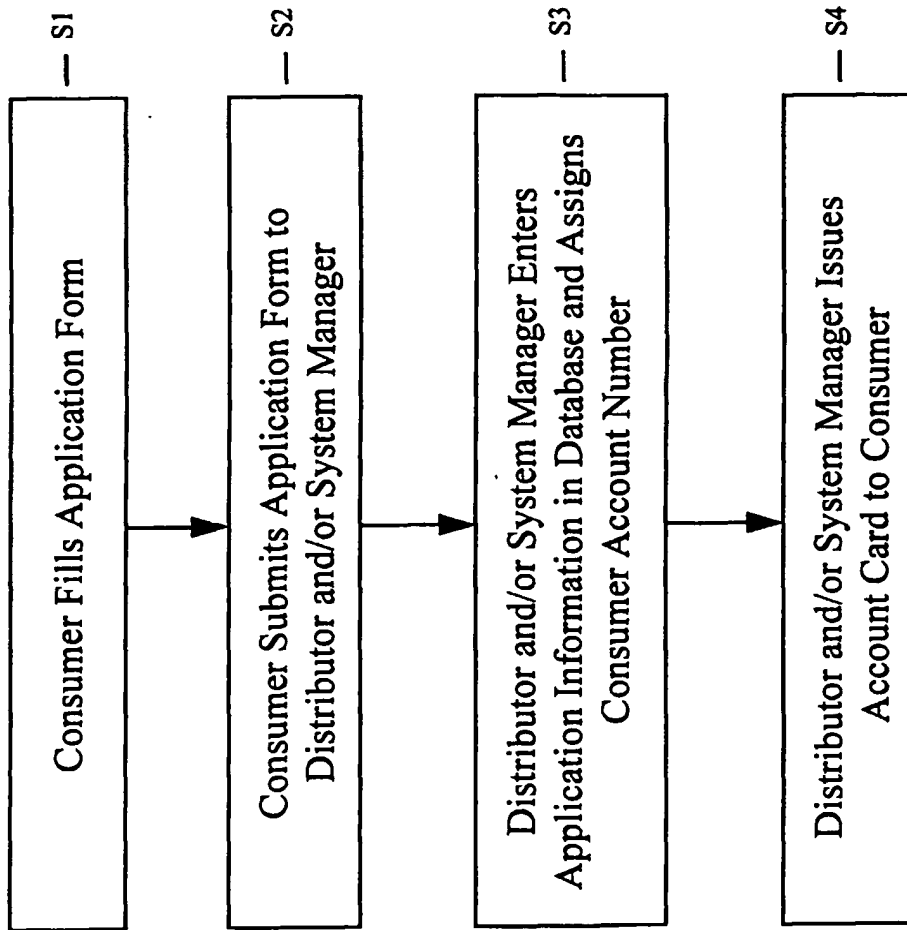 Consumer Fills Application Form
— S1
Consumer Submits Application Form to
Distributor and/or System Manager
— S2
Distributor and/or System Manager Enters
Application Information in Database and Assigns
Consumer Account Number
— S3
Distributor and/or System Manager Issues
Account Card to Consumer
— S4